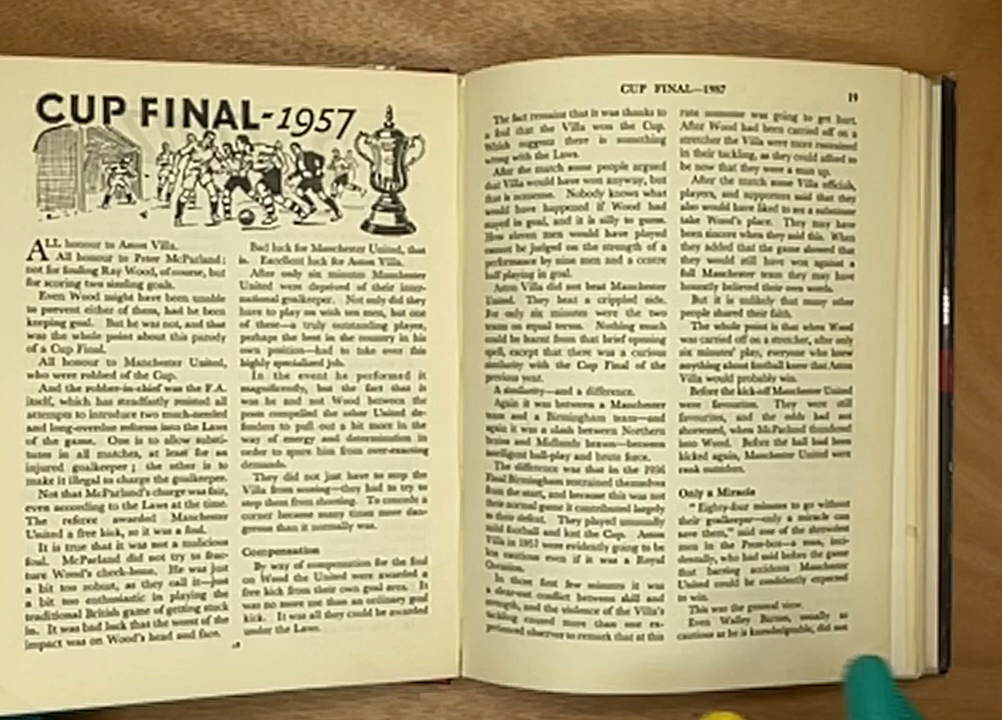 CUP FINAL-1957
ALL honour to Aston Villa.
All honour to Peter McParland;
not for fouling Ray Wood, of course, but
for scoring two sizzling goals.
Even Wood might have been unable
to prevent either of them, had he been
keeping goal. But he was not, and that
was the whole point about this parody
of a Cup Final.
All honour to Manchester United,
who were robbed of the Cup.
And the robber-in-chief was the F.A.
itself, which has steadfastly resisted all
attempts to introduce two much-needed
and long-overdue reforms into the Laws
of the game. One is to allow substi-
tutes in all matches, at least for an
injured goalkeeper; the other is to
make it illegal to charge the goalkeeper.
Not that McParland's charge was fair,
even according to the Laws at the time.
The referee awarded Manchester
United a free kick, so it was a foul.
It is true that it was not a malicious
foul. McParland did not try to frac-
ture Wood's cheek-bone. He was just
a bit too robust, as they call it—just
a bit too enthusiastic in playing the
traditional British game of getting stuck
in. It was bad luck that the worst of the
impact was on Wood's head and face.
Bad luck for Manchester United, that
is. Excellent luck for Aston Villa.
After only six minutes Manchester
United were deprived of their inter-
national goalkeeper. Not only did they
have to play on with ten men, but one
of these—a truly outstanding player,
perhaps the best in the country in his
own position—had to take over this
highly specialised job.
In the event he performed it
magnificently, but the fact that it
was he and not Wood between the
posts compelled the other United de-
fenders to pull out a bit more in the
way of energy and determination in
order to spare him from over-exacting
demands.
They did not just have to stop the
Villa from scoring—they had to try to
stop them from shooting. To concede a
corner became many times more dan-
gerous than it normally was.
Compensation
By way of compensation for the foul
on Wood the United were awarded a
free kick from their own goal area. It
was no more use than an ordinary goal
kick. It was all they could be awarded
under the Laws.
18
CUP FINAL—1957
19
The fact remains that it was thanks to
a foul that the Villa won the Cup.
Which suggests there is something
wrong with the Laws.
After the match some people argued
that Villa would have won anyway, but
that is nonsense. Nobody knows what
would have happened if Wood had
stayed in goal, and it is silly to guess.
How eleven men would have played
cannot be judged on the strength of a
performance by nine men and a centre
half playing in goal.
Aston Villa did not beat Manchester
United. They beat a crippled side.
For only six minutes were the two
teams on equal terms. Nothing much
could be learnt from that brief opening
spell, except that there was a curious
similarity with the Cup Final of the
previous year.
A similarity—and a difference.
Again it was between a Manchester
team and a Birmingham team—and
again it was a clash between Northern
brains and Midlands brawn—between
intelligent ball-play and brute force.
The difference was that in the 1956
Final Birmingham restrained themselves
from the start, and because this was not
their normal game it contributed largely
to their defeat. They played unusually
mild football and lost the Cup. Aston
Villa in 1957 were evidently going to be
less cautious even if it was a Royal
Occasion.
In those first few minutes it was
a clear-cut conflict between skill and
strength, and the violence of the Villa's
tackling caused more than one ex-
perienced observer to remark that at this
rate someone was going to get hurt.
After Wood had been carried off on a
stretcher the Villa were more restrained
in their tackling, as they could afford to
be now that they were a man up.
After the match some Villa officials,
players, and supporters said that they
also would have liked to see a substitute
take Wood's place. They may have
been sincere when they said this. When
they added that the game showed that
they would still have won against a
full Manchester team they may have
honestly believed their own words.
But it is unlikely that many other
people shared their faith.
The whole point is that when Wood
was carried off on a stretcher, after only
six minutes' play, everyone who knew
anything about football knew that Aston
Villa would probably win.
Before the kick-off Manchester United
were favourites. They were still
favourites, and the odds had not
shortened, when McParland thundered
into Wood. Before the ball had been
kicked again, Manchester United were
rank outsiders.
Only a Miracle
"Eighty-four minutes to go without
their goalkeeper—only a miracle can
save them," said one of the shrewdest
men in the Press-box—a man, inci-
dentally, who had said before the game
that barring accidents Manchester
United could be confidently expected
to win.
This was the general view.
Even Walley Barnes, usually as
cautious as he is knowledgeable, did not